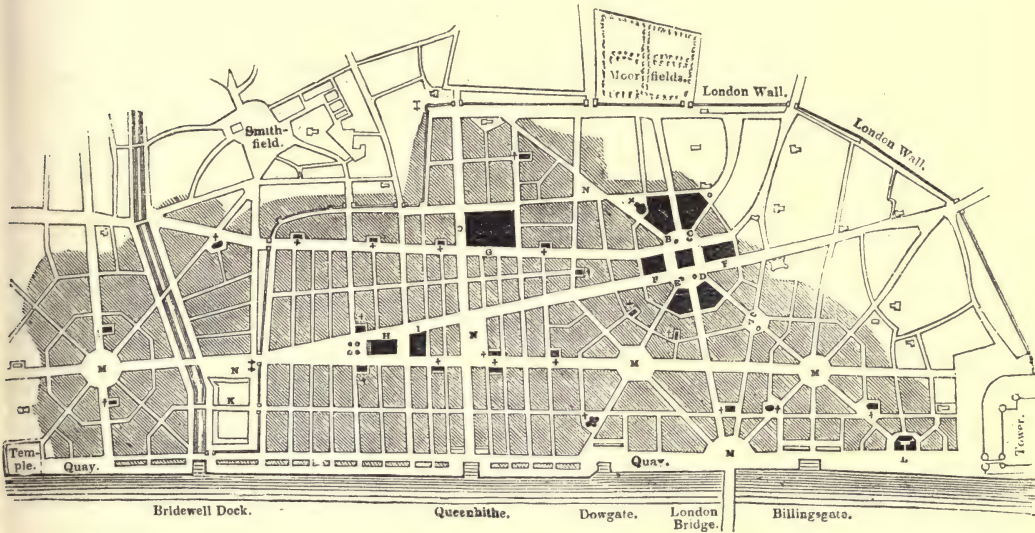 Moor fields.
London Wall.
London Wall.
Smith-
field.
N
B
C
G
F
F
E
D
H
I
N
M
N
K
M
M
Tem-
ple.
Quay.
Quay.
M
L
Tower.
Bridewell Dock.
Queenhithe.
Dowgate.
London
Bridge.
Billingsgate.